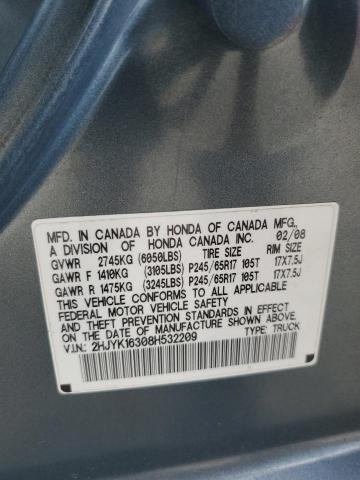 MFD. IN CANADA BY HONDA OF CANADA MFG.,
A DIVISION OF HONDA CANADA INC. 02/08
GVWR 2745KG (6050LBS) TIRE SIZE RIM SIZE
GAWR F 1410KG (3105LBS) P245/65R17 105T 17X7.5J
GAWR R 1475KG (3245LBS) P245/65R17 105T 17X7.5J
THIS VEHICLE CONFORMS TO ALL APPLICABLE
FEDERAL MOTOR VEHICLE SAFETY
AND THEFT PREVENTION STANDARDS IN EFFECT
ON THE DATE OF MANUFACTURE SHOWN ABOVE.
V.I.N.: 2HJYK16308H532209 TYPE: TRUCK